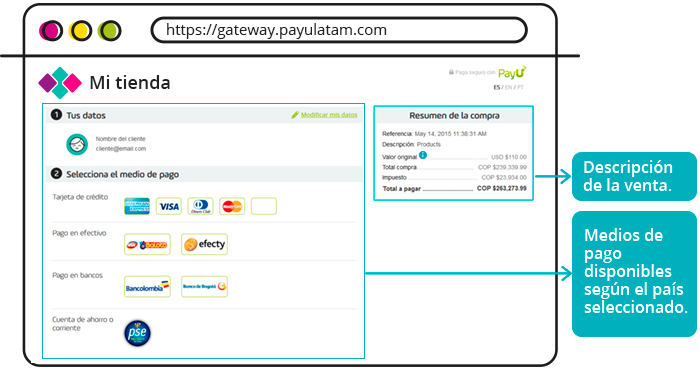 https://gateway.payulatam.com
Mi tienda
Paga seguro con PayU
ES / EN / PT
1 Tus datos
Modificar mis datos
Nombre del cliente
cliente@email.com
2 Selecciona el medio de pago
Tarjeta de crédito
VISA
Diners Club
Pago en efectivo
BALOTO
efecty
Pago en bancos
Bancolombia
Banco de Bogotá
Cuenta de ahorro o
corriente
pse
Resumen de la compra
Referencia: May 14, 2015 11:38:31 AM
Descripción: Products
Valor original USD $110.00
Total compra COP $239,339.99
Impuesto COP $23,934.00
Total a pagar COP $263,273.99
Descripción
de la venta.
Medios de
pago
disponibles
según el país
seleccionado.